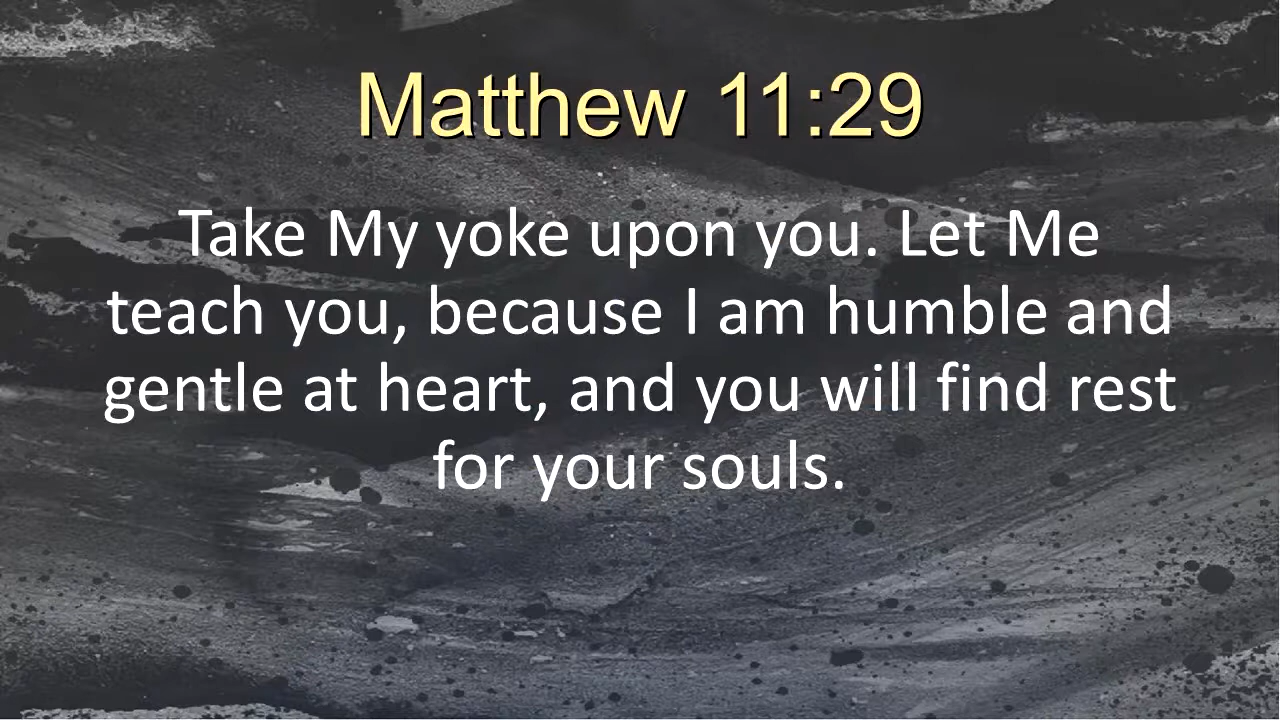 Matthew 11:29
Take My yoke upon you. Let Me
teach you, because I am humble and
gentle at heart, and you will find rest
for your souls.